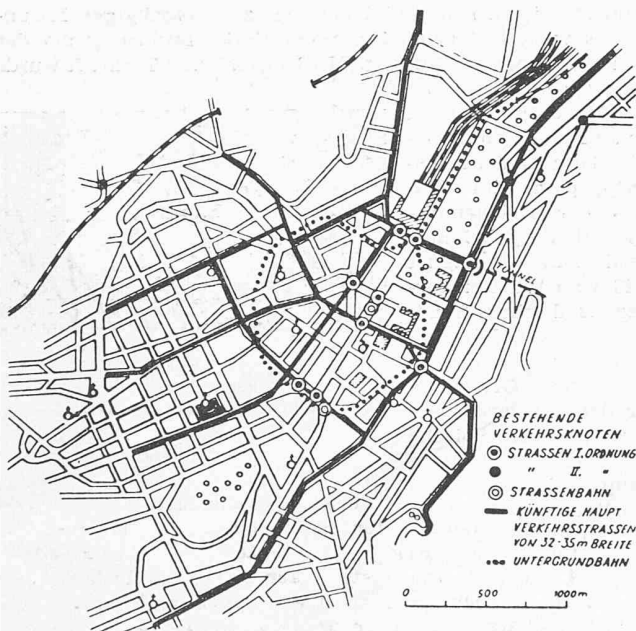 TUNNEL
BESTEHENDE
VERKEHRSKNOTEN
STRASSEN I. ORDNUNG
" II. "
STRASSENBAHN
KÜNFTIGE HAUPT
VERKEHRSSTRASSEN
VON 32-35m BREITE
UNTERGRUNDBAHN
0 500 1000m